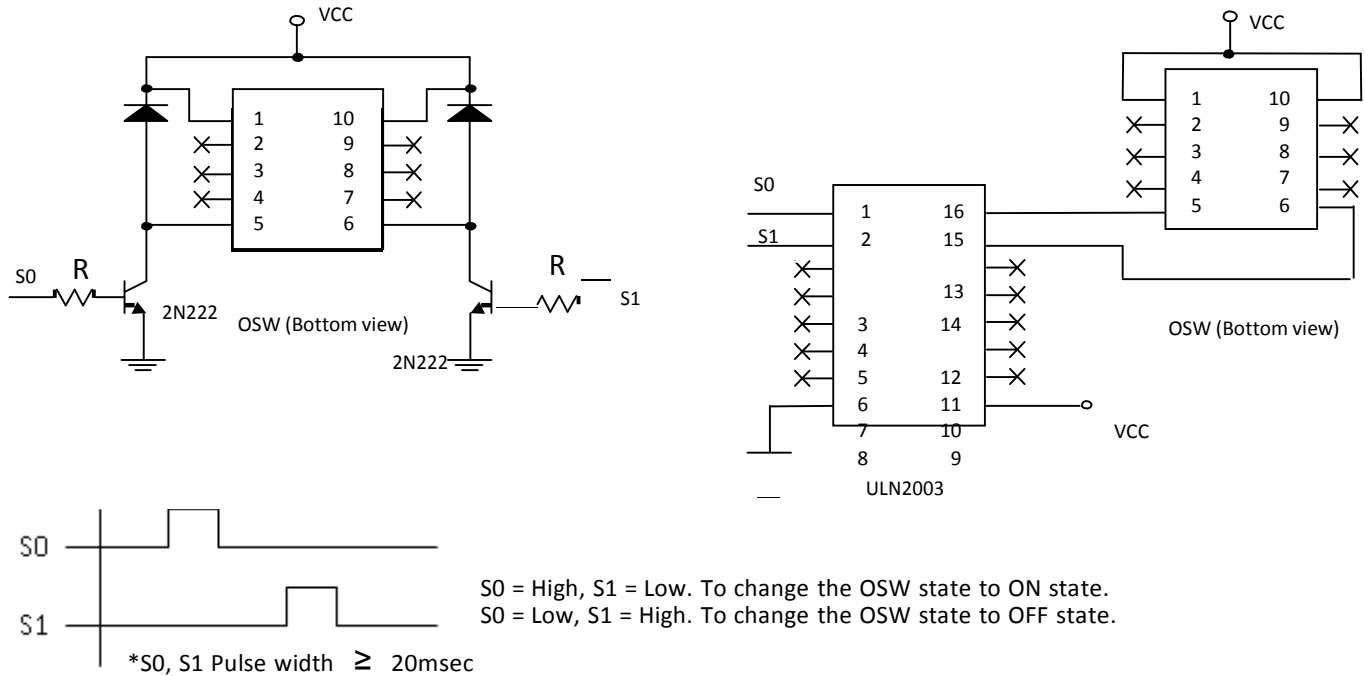 VCC
1 10
2 9
3 8
4 7
5 6
S0 R
2N222
OSW (Bottom view)
2N222
R
S1
VCC
1 10
2 9
3 8
4 7
5 6
OSW (Bottom view)
S0
S1
1 16
2 15
13
3 14
4
5 12
6 11
7 10
8 9
VCC
ULN2003
S0
S1
*S0, S1 Pulse width ≥ 20msec
S0 = High, S1 = Low. To change the OSW state to ON state.
S0 = Low, S1 = High. To change the OSW state to OFF state.